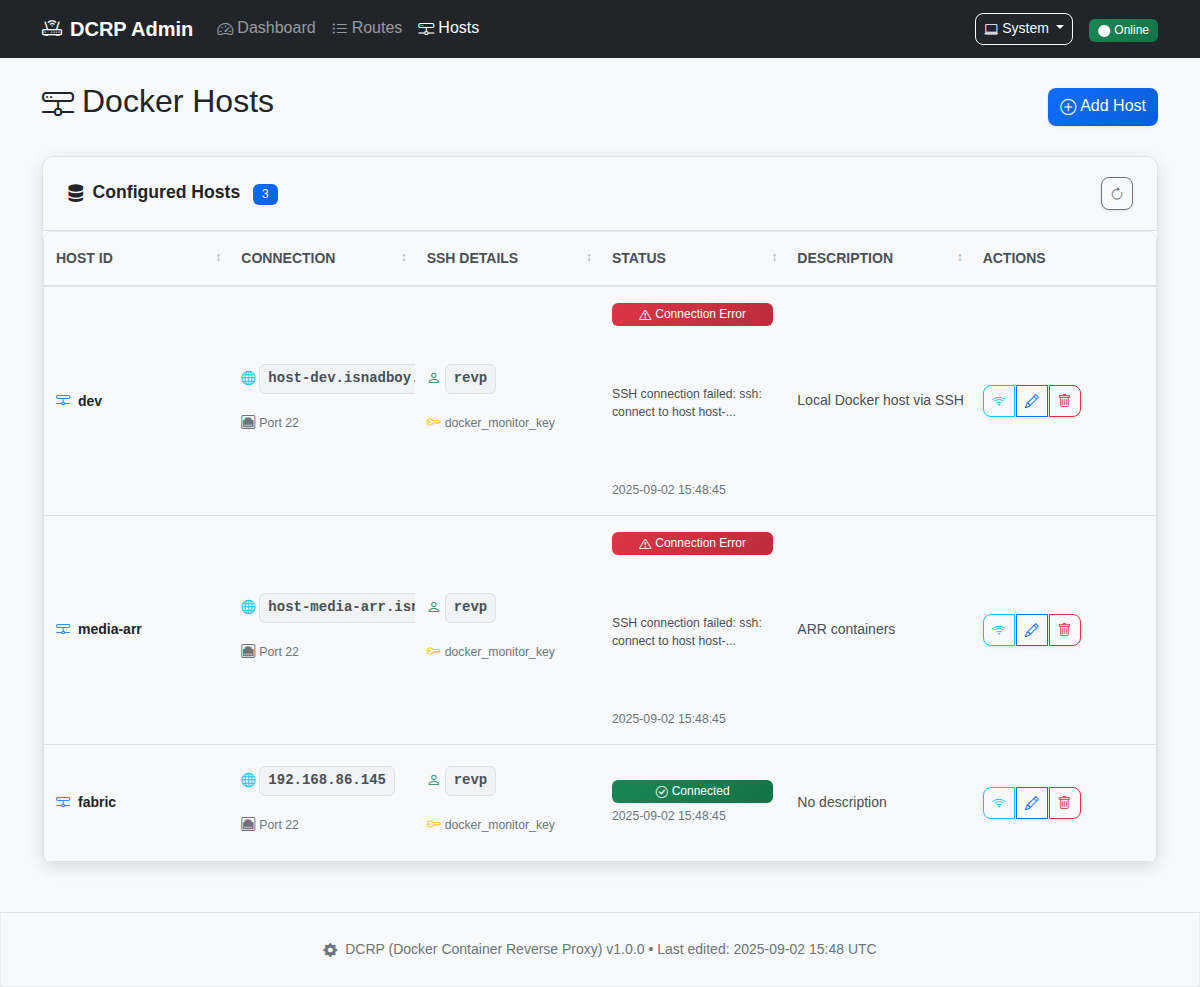 DCRP Admin Dashboard Routes Hosts System Online
Docker Hosts
Add Host
Configured Hosts 3
HOST ID CONNECTION SSH DETAILS STATUS DESCRIPTION ACTIONS
Connection Error
host-dev.isnadboy. revp
SSH connection failed: ssh:
connect to host host-...
dev
Local Docker host via SSH
Port 22 docker_monitor_key
2025-09-02 15:48:45
Connection Error
host-media-arr.isn revp
SSH connection failed: ssh:
connect to host host-...
media-arr
ARR containers
Port 22 docker_monitor_key
2025-09-02 15:48:45
192.168.86.145 revp
Connected
fabric
No description
2025-09-02 15:48:45
Port 22 docker_monitor_key
DCRP (Docker Container Reverse Proxy) v1.0.0 • Last edited: 2025-09-02 15:48 UTC